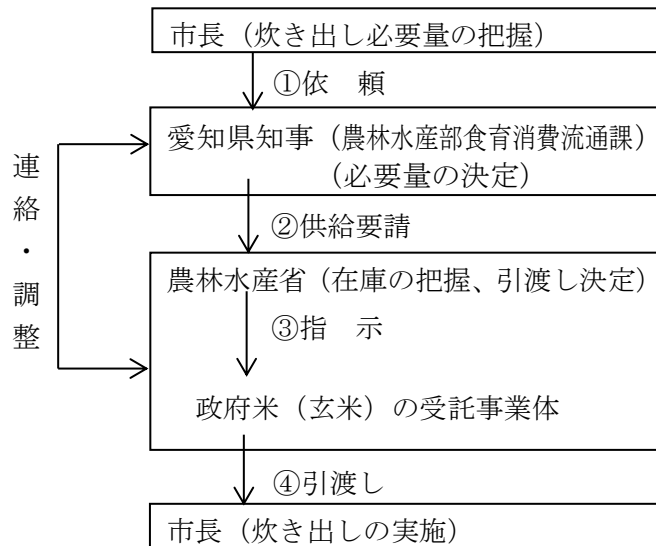 市長（炊き出し必要量の把握）
①依　頼
愛知県知事（農林水産部食育消費流通課）
（必要量の決定）
連絡・調整
②供給要請
農林水産省（在庫の把握、引渡し決定）
③指　示
政府米（玄米）の受託事業体
④引渡し
市長（炊き出しの実施）